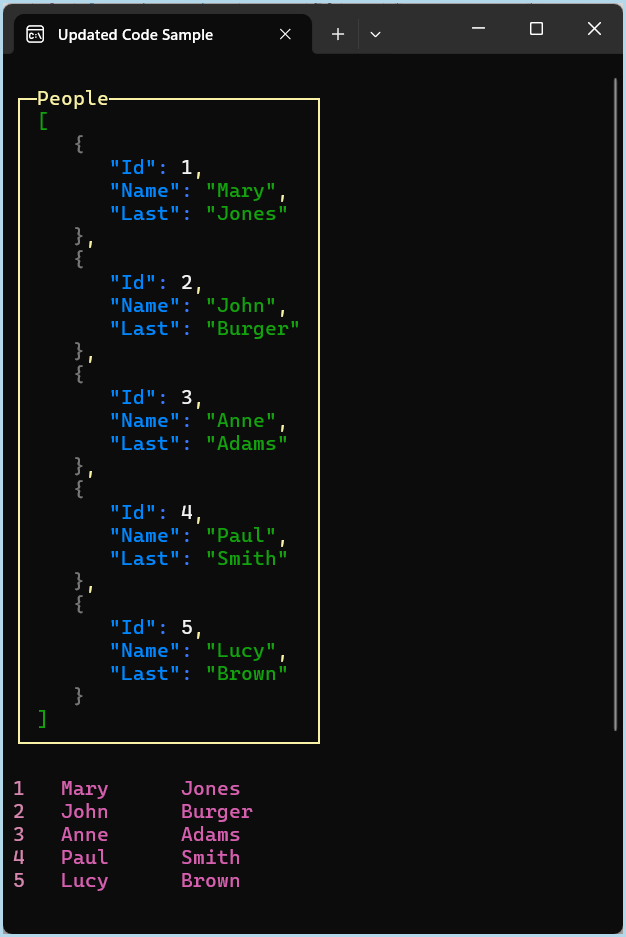 Updated Code Sample
People
[
    {
        "Id": 1,
        "Name": "Mary",
        "Last": "Jones"
    },
    {
        "Id": 2,
        "Name": "John",
        "Last": "Burger"
    },
    {
        "Id": 3,
        "Name": "Anne",
        "Last": "Adams"
    },
    {
        "Id": 4,
        "Name": "Paul",
        "Last": "Smith"
    },
    {
        "Id": 5,
        "Name": "Lucy",
        "Last": "Brown"
    }
]
1   Mary      Jones
2   John      Burger
3   Anne      Adams
4   Paul      Smith
5   Lucy      Brown